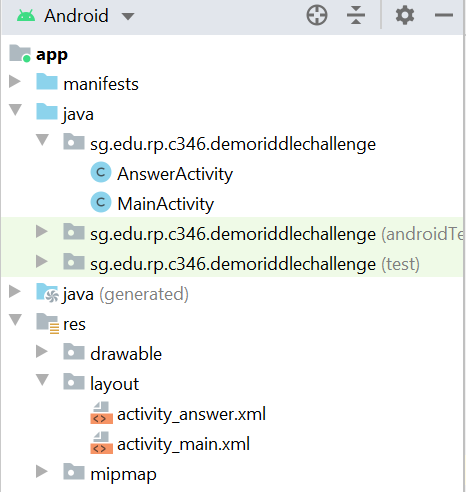 Android
app
manifests
java
sg.edu.rp.c346.demoriddlechallenge
C AnswerActivity
C MainActivity
sg.edu.rp.c346.demoriddlechallenge (androidTe
sg.edu.rp.c346.demoriddlechallenge (test)
java (generated)
res
drawable
layout
activity_answer.xml
activity_main.xml
mipmap